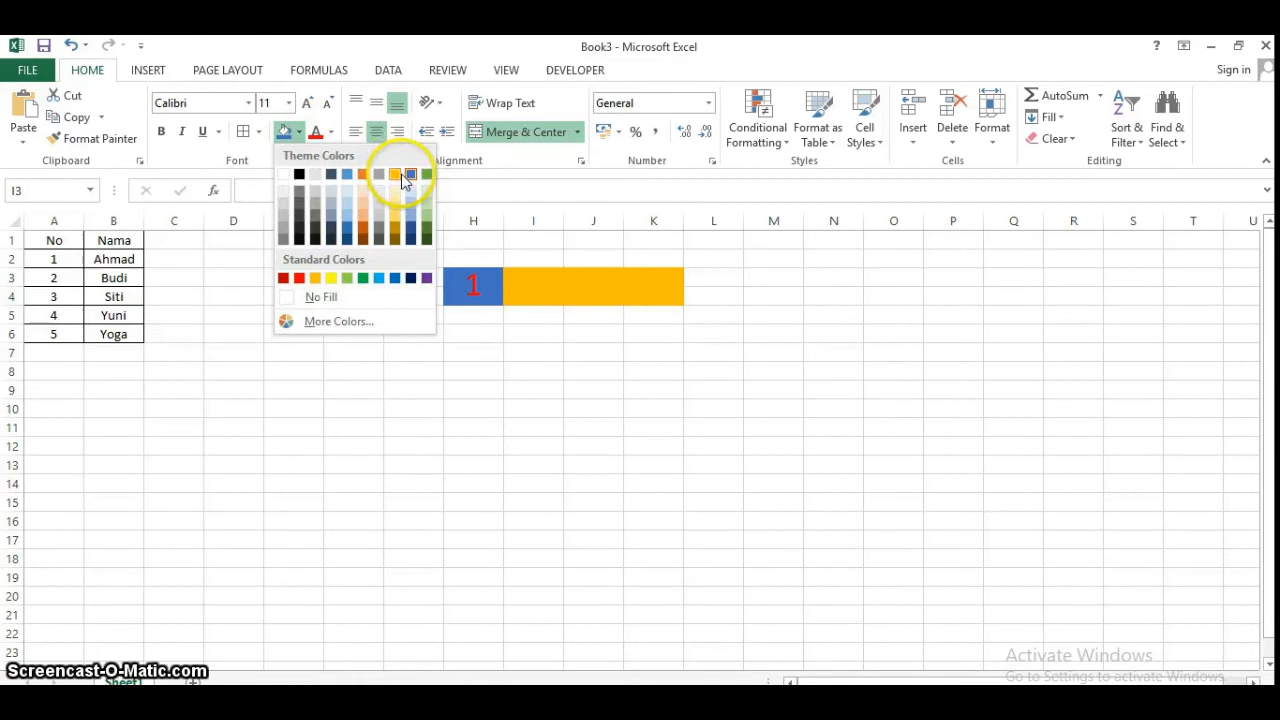 Book3 - Microsoft Excel
FILE HOME INSERT PAGE LAYOUT FORMULAS DATA REVIEW VIEW DEVELOPER Sign in
Paste Cut Copy Format Painter
Clipboard
Calibri 11
B I U A
Font
Wrap Text
Merge & Center
Alignment
General
%
Number
Conditional Formatting Format as Table Cell Styles
Styles
Insert Delete Format
Cells
AutoSum
Fill
Clear
Sort & Filter Find & Select
Theme Colors
Standard Colors
No Fill
More Colors...
I3 fx
A B C D H I J K L M N O P Q R S T U
1 No Nama
2 1 Ahmad
3 2 Budi 1
4 3 Siti
5 4 Yuni
6 5 Yoga
7
8
9
10
11
12
13
14
15
16
17
18
19
20
21
22
23
Activate Windows
Go to Settings to activate Windows.
Screencast-O-Matic.com
Sheet1